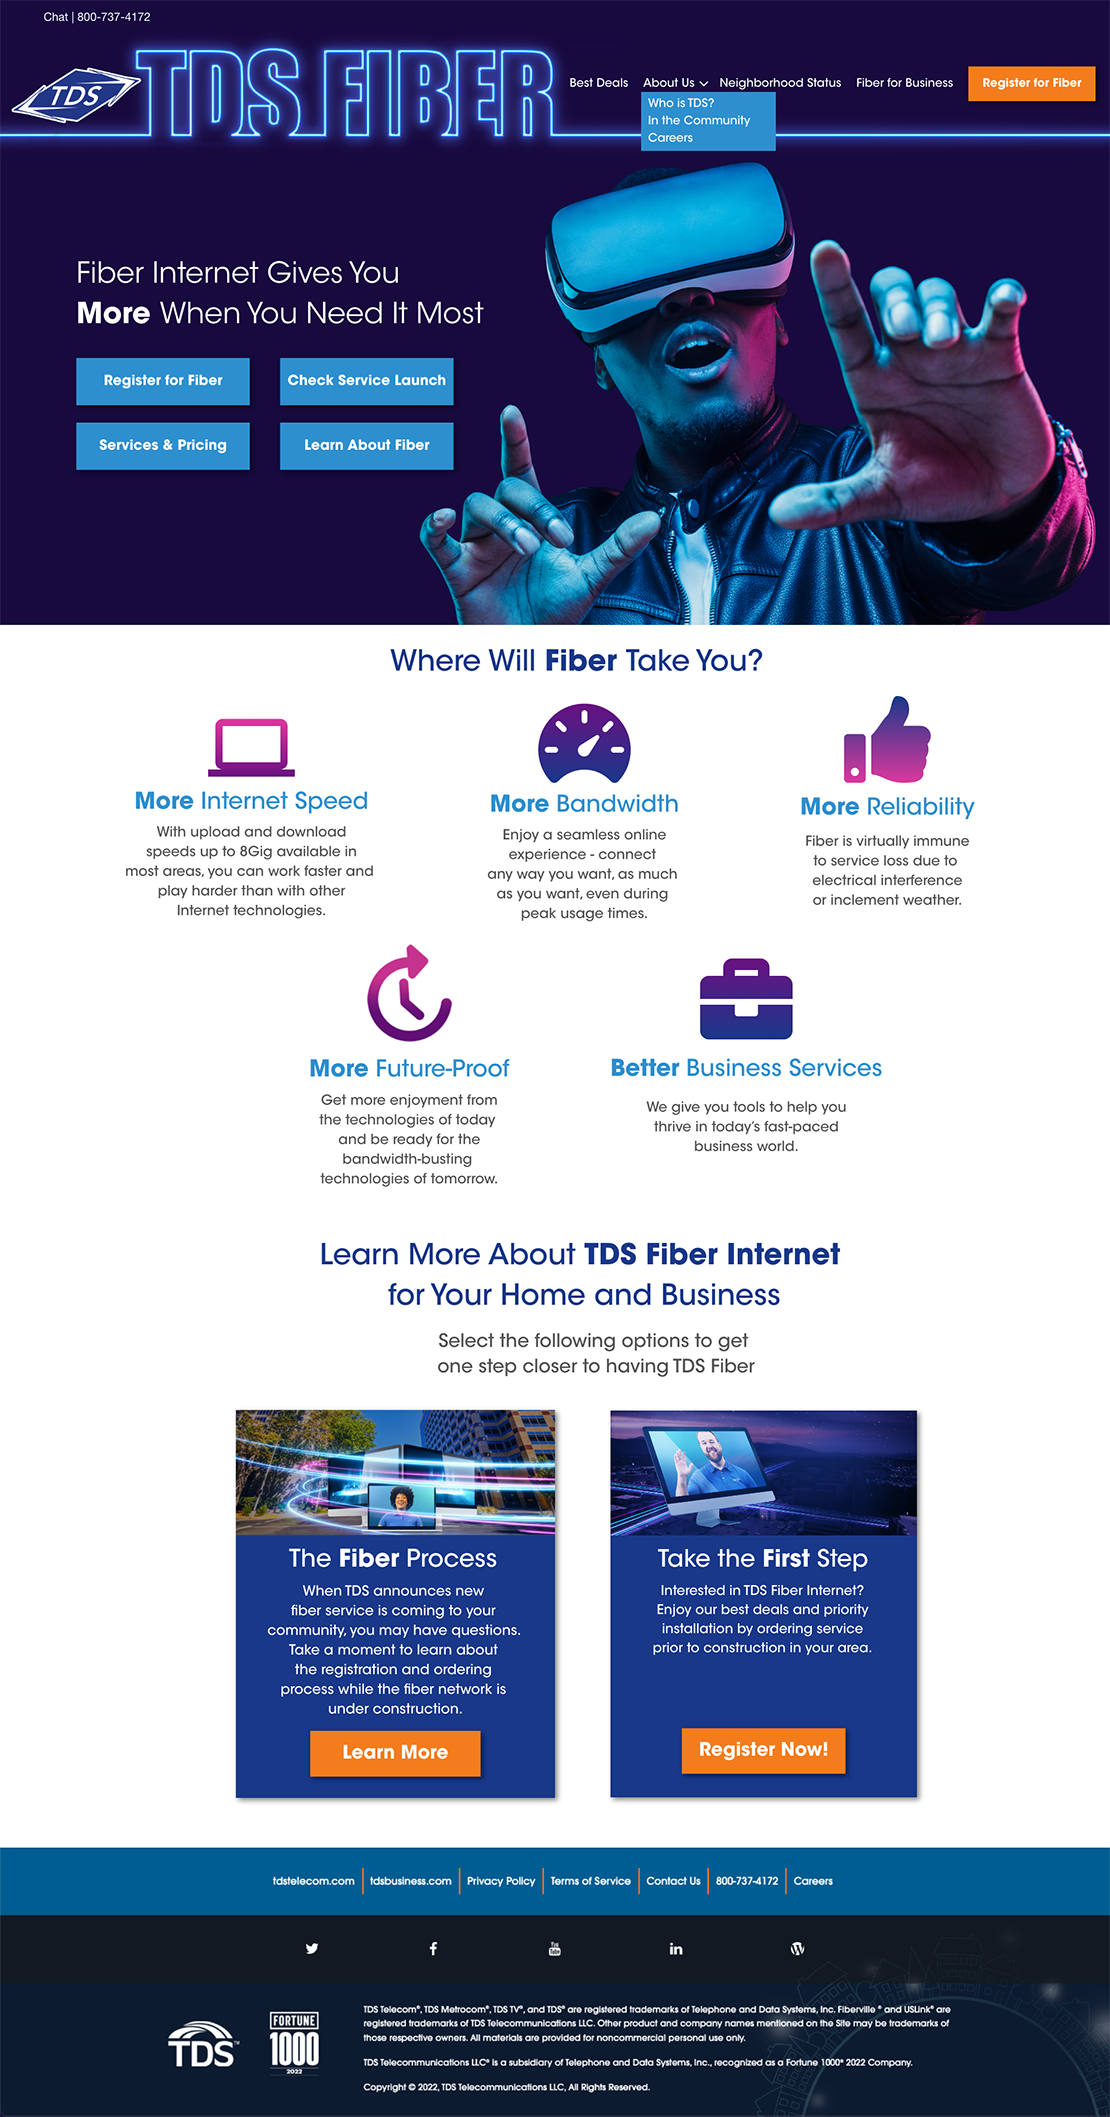 Chat | 800-737-4172
TDS
TDS FIBER
Best Deals
About Us
Neighborhood Status
Fiber for Business
Register for Fiber
Who is TDS?
In the Community
Careers
Fiber Internet Gives You
More When You Need It Most
Register for Fiber
Check Service Launch
Services & Pricing
Learn About Fiber
Where Will Fiber Take You?
More Internet Speed
With upload and download
speeds up to 8Gig available in
most areas, you can work faster and
play harder than with other
Internet technologies.
More Bandwidth
Enjoy a seamless online
experience - connect
any way you want, as much
as you want, even during
peak usage times.
More Reliability
Fiber is virtually immune
to service loss due to
electrical interference
or inclement weather.
More Future-Proof
Get more enjoyment from
the technologies of today
and be ready for the
bandwidth-busting
technologies of tomorrow.
Better Business Services
We give you tools to help you
thrive in today's fast-paced
business world.
Learn More About TDS Fiber Internet
for Your Home and Business
Select the following options to get
one step closer to having TDS Fiber
The Fiber Process
When TDS announces new
fiber service is coming to your
community, you may have questions.
Take a moment to learn about
the registration and ordering
process while the fiber network is
under construction.
Learn More
Take the First Step
Interested in TDS Fiber Internet?
Enjoy our best deals and priority
installation by ordering service
prior to construction in your area.
Register Now!
tdstelecom.com | tdsbusiness.com | Privacy Policy | Terms of Service | Contact Us | 800-737-4172 | Careers
You Tube
TDS™
FORTUNE
1000
2022
TDS Telecom®, TDS Metrocom®, TDS TV®, and TDS® are registered trademarks of Telephone and Data Systems, Inc. Fiberville ® and USLink® are
registered trademarks of TDS Telecommunications LLC. Other product and company names mentioned on the Site may be trademarks of
those respective owners. All materials are provided for noncommercial personal use only.
TDS Telecommunications LLC® is a subsidiary of Telephone and Data Systems, Inc., recognized as a Fortune 1000® 2022 Company.
Copyright © 2022, TDS Telecommunications LLC, All Rights Reserved.